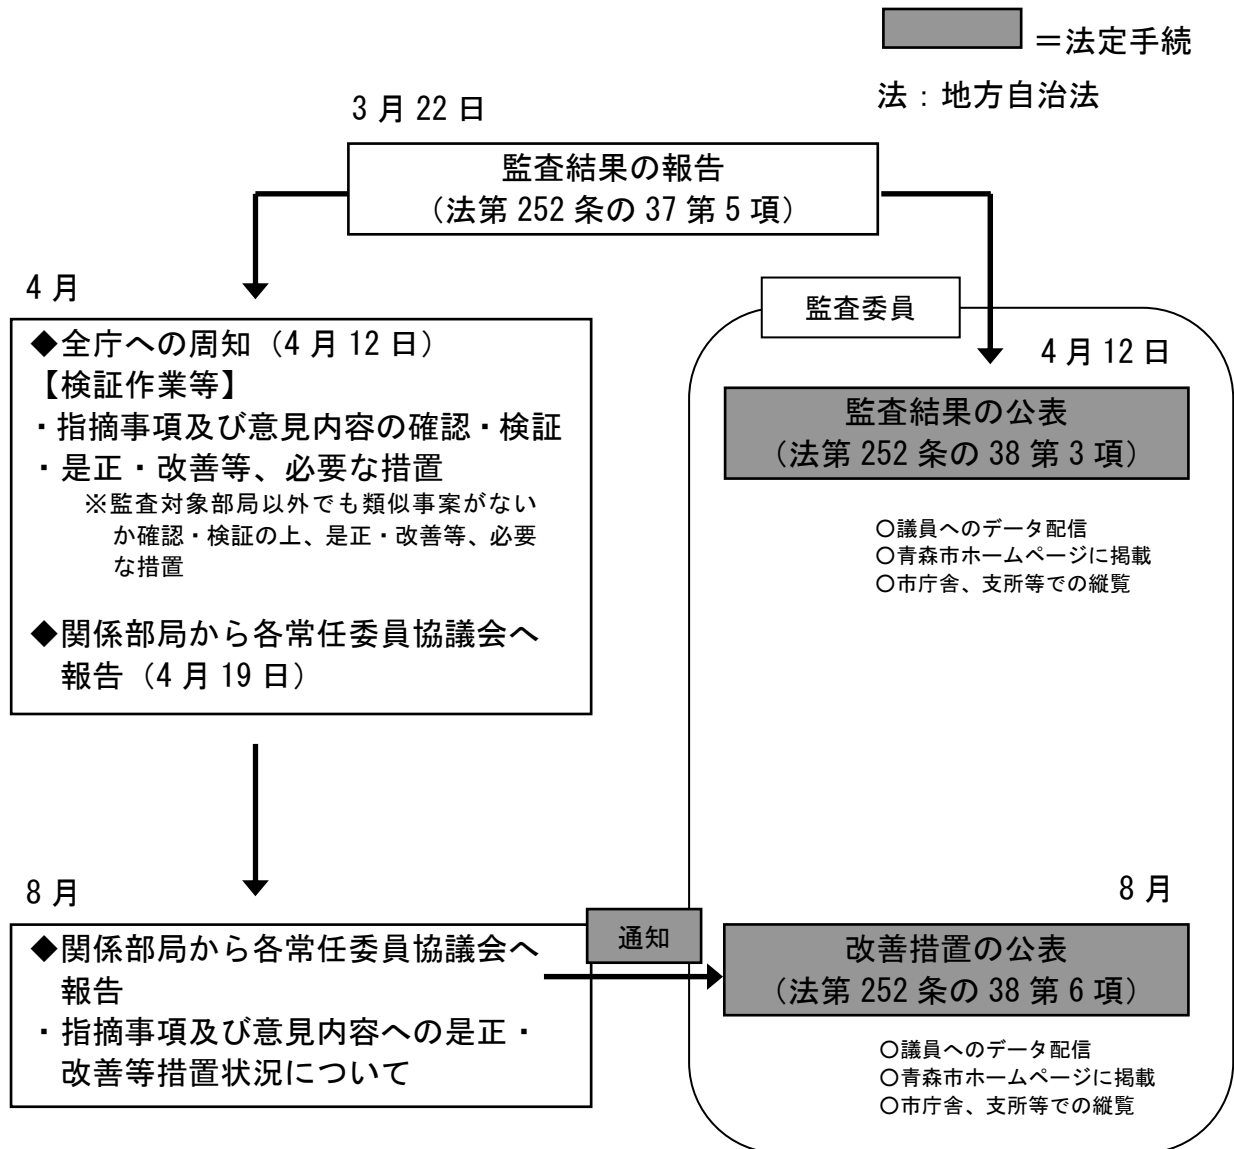 ＝法定手続
法：地方自治法
3 月 22 日
監査結果の報告
（法第 252 条の 37 第 5 項）
4 月
◆全庁への周知（4 月 12 日）
【検証作業等】
・指摘事項及び意見内容の確認・検証
・是正・改善等、必要な措置
※監査対象部局以外でも類似事案がない
か確認・検証の上、是正・改善等、必要
な措置
◆関係部局から各常任委員協議会へ
報告（4 月 19 日）
監査委員
4 月 12 日
監査結果の公表
（法第 252 条の 38 第 3 項）
○議員へのデータ配信
○青森市ホームページに掲載
○市庁舎、支所等での縦覧
8 月
◆関係部局から各常任委員協議会へ
報告
・指摘事項及び意見内容への是正・
改善等措置状況について
通知
8 月
改善措置の公表
（法第 252 条の 38 第 6 項）
○議員へのデータ配信
○青森市ホームページに掲載
○市庁舎、支所等での縦覧